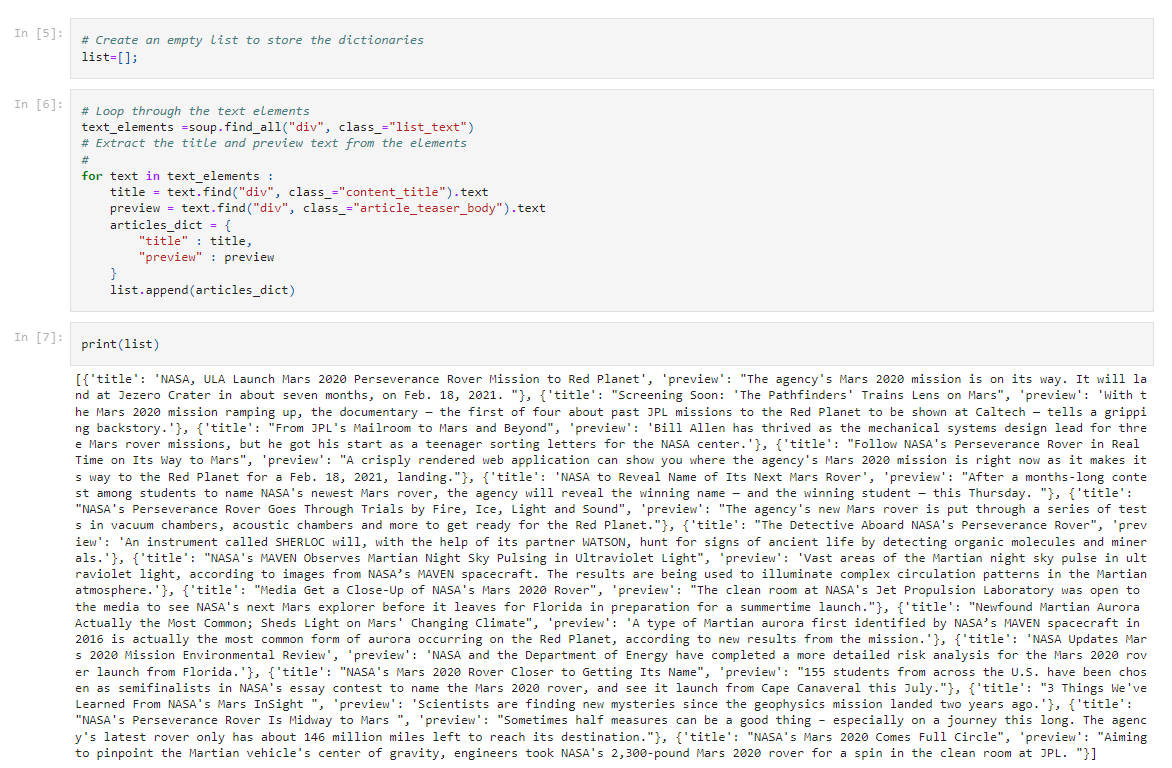 In [5]:
# Create an empty list to store the dictionaries
list=[];
In [6]:
# Loop through the text elements
text_elements =soup.find_all("div", class_="list_text")
# Extract the title and preview text from the elements
#
for text in text_elements :
    title = text.find("div", class_="content_title").text
    preview = text.find("div", class_="article_teaser_body").text
    articles_dict = {
        "title" : title,
        "preview" : preview
    }
    list.append(articles_dict)
In [7]:
print(list)
[{'title': 'NASA, ULA Launch Mars 2020 Perseverance Rover Mission to Red Planet', 'preview': "The agency's Mars 2020 mission is on its way. It will la
nd at Jezero Crater in about seven months, on Feb. 18, 2021. "}, {'title': "Screening Soon: 'The Pathfinders' Trains Lens on Mars", 'preview': 'With t
he Mars 2020 mission ramping up, the documentary — the first of four about past JPL missions to the Red Planet to be shown at Caltech — tells a grippi
ng backstory.'}, {'title': "From JPL's Mailroom to Mars and Beyond", 'preview': 'Bill Allen has thrived as the mechanical systems design lead for thre
e Mars rover missions, but he got his start as a teenager sorting letters for the NASA center.'}, {'title': "Follow NASA's Perseverance Rover in Real
Time on Its Way to Mars", 'preview': "A crisply rendered web application can show you where the agency's Mars 2020 mission is right now as it makes it
s way to the Red Planet for a Feb. 18, 2021, landing."}, {'title': 'NASA to Reveal Name of Its Next Mars Rover', 'preview': "After a months-long conte
st among students to name NASA's newest Mars rover, the agency will reveal the winning name — and the winning student — this Thursday. "}, {'title':
"NASA's Perseverance Rover Goes Through Trials by Fire, Ice, Light and Sound", 'preview': "The agency's new Mars rover is put through a series of test
s in vacuum chambers, acoustic chambers and more to get ready for the Red Planet."}, {'title': "The Detective Aboard NASA's Perseverance Rover", 'prev
iew': 'An instrument called SHERLOC will, with the help of its partner WATSON, hunt for signs of ancient life by detecting organic molecules and miner
als.'}, {'title': "NASA's MAVEN Observes Martian Night Sky Pulsing in Ultraviolet Light", 'preview': 'Vast areas of the Martian night sky pulse in ult
raviolet light, according to images from NASA’s MAVEN spacecraft. The results are being used to illuminate complex circulation patterns in the Martian
atmosphere.'}, {'title': "Media Get a Close-Up of NASA's Mars 2020 Rover", 'preview': "The clean room at NASA's Jet Propulsion Laboratory was open to
the media to see NASA's next Mars explorer before it leaves for Florida in preparation for a summertime launch."}, {'title': "Newfound Martian Aurora
Actually the Most Common; Sheds Light on Mars' Changing Climate", 'preview': 'A type of Martian aurora first identified by NASA’s MAVEN spacecraft in
2016 is actually the most common form of aurora occurring on the Red Planet, according to new results from the mission.'}, {'title': 'NASA Updates Mar
s 2020 Mission Environmental Review', 'preview': 'NASA and the Department of Energy have completed a more detailed risk analysis for the Mars 2020 rov
er launch from Florida.'}, {'title': "NASA's Mars 2020 Rover Closer to Getting Its Name", 'preview': "155 students from across the U.S. have been chos
en as semifinalists in NASA's essay contest to name the Mars 2020 rover, and see it launch from Cape Canaveral this July."}, {'title': "3 Things We've
Learned From NASA's Mars InSight ", 'preview': 'Scientists are finding new mysteries since the geophysics mission landed two years ago.'}, {'title':
"NASA's Perseverance Rover Is Midway to Mars ", 'preview': "Sometimes half measures can be a good thing – especially on a journey this long. The agenc
y's latest rover only has about 146 million miles left to reach its destination."}, {'title': "NASA's Mars 2020 Comes Full Circle", 'preview': "Aiming
to pinpoint the Martian vehicle's center of gravity, engineers took NASA's 2,300-pound Mars 2020 rover for a spin in the clean room at JPL. "}]